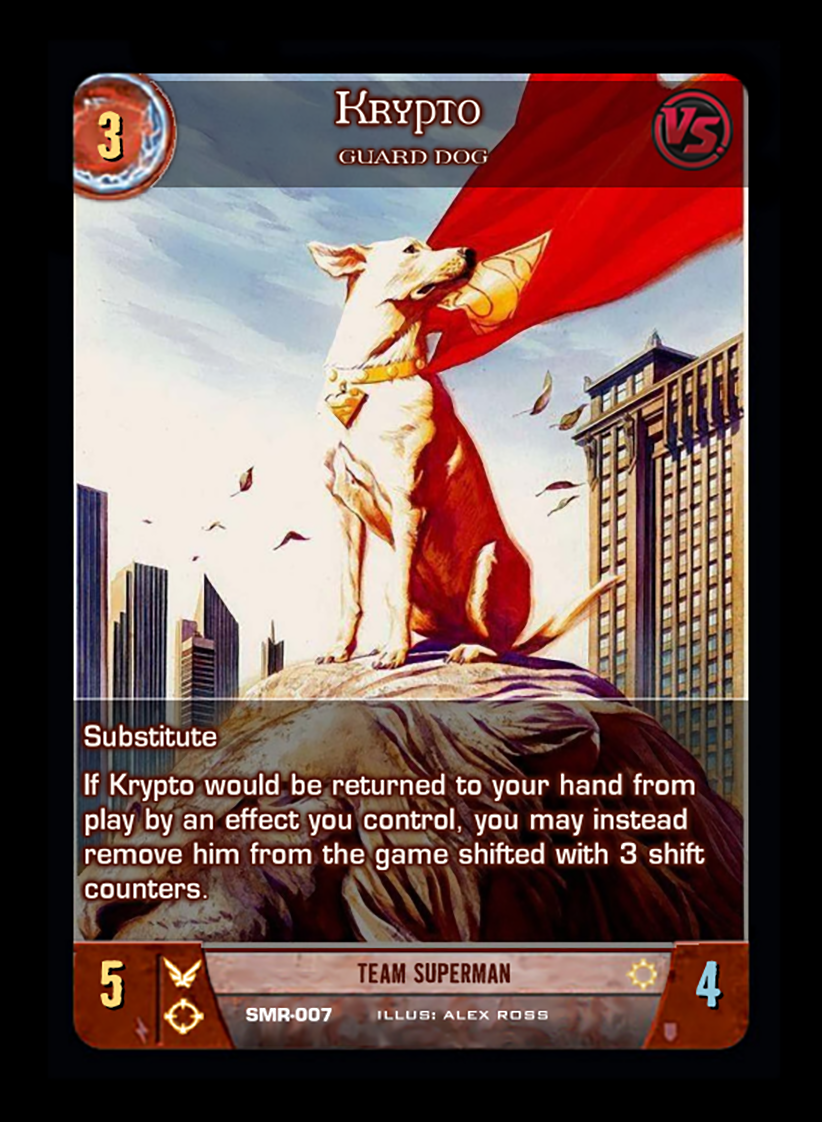 3
Krypto
VS.
GUARD DOG
Substitute
If Krypto would be returned to your hand from
play by an effect you control, you may instead
remove him from the game shifted with 3 shift
counters.
5
TEAM SUPERMAN
4
SMR-007 ILLUS: ALEX ROSS